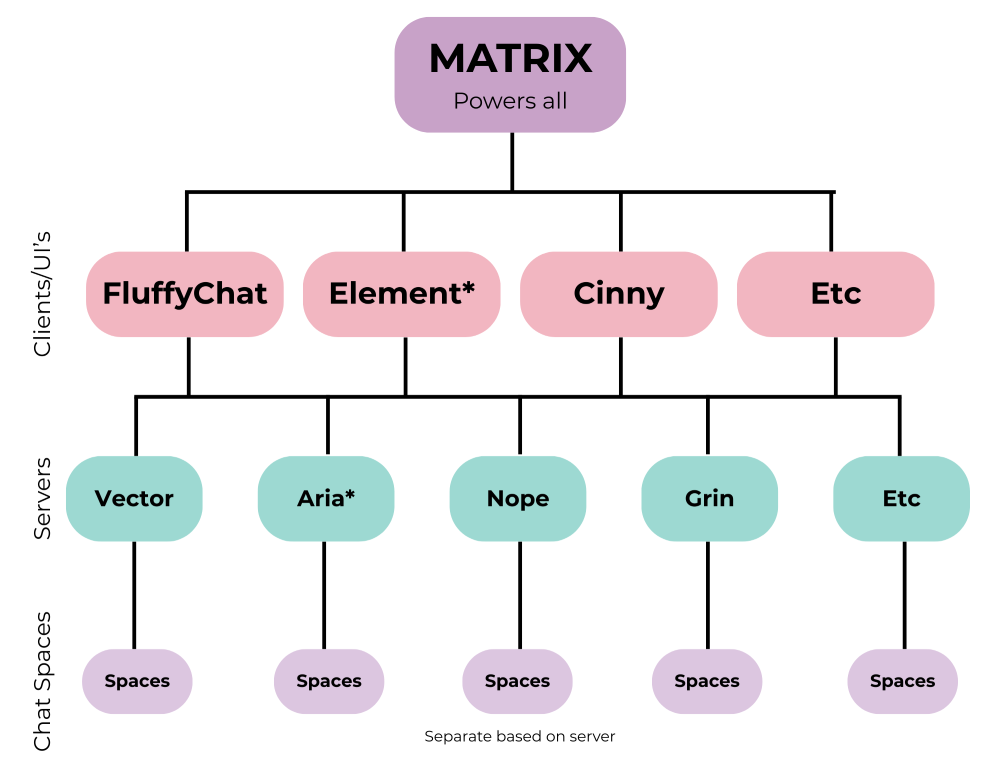 MATRIX
Powers all
Clients/UI's
FluffyChat
Element*
Cinny
Etc
Servers
Vector
Aria*
Nope
Grin
Etc
Chat Spaces
Spaces
Spaces
Spaces
Spaces
Spaces
Separate based on server